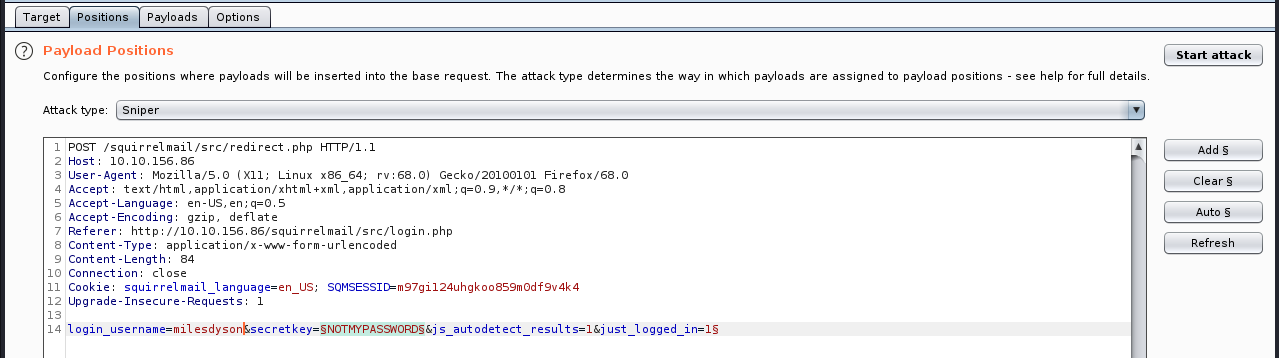 Target Positions Payloads Options
? Payload Positions
Start attack
Configure the positions where payloads will be inserted into the base request. The attack type determines the way in which payloads are assigned to payload positions - see help for full details.
Attack type: Sniper
1 POST /squirrelmail/src/redirect.php HTTP/1.1
2 Host: 10.10.156.86
3 User-Agent: Mozilla/5.0 (X11; Linux x86_64; rv:68.0) Gecko/20100101 Firefox/68.0
4 Accept: text/html,application/xhtml+xml,application/xml;q=0.9,*/*;q=0.8
5 Accept-Language: en-US,en;q=0.5
6 Accept-Encoding: gzip, deflate
7 Referer: http://10.10.156.86/squirrelmail/src/login.php
8 Content-Type: application/x-www-form-urlencoded
9 Content-Length: 84
10 Connection: close
11 Cookie: squirrelmail_language=en_US; SQMSESSID=m97gi124uhgkoo859m0df9v4k4
12 Upgrade-Insecure-Requests: 1
13
14 login_username=milesdyson&secretkey=§NOTMYPASSWORD§&js_autodetect_results=1&just_logged_in=1§
Add §
Clear §
Auto §
Refresh